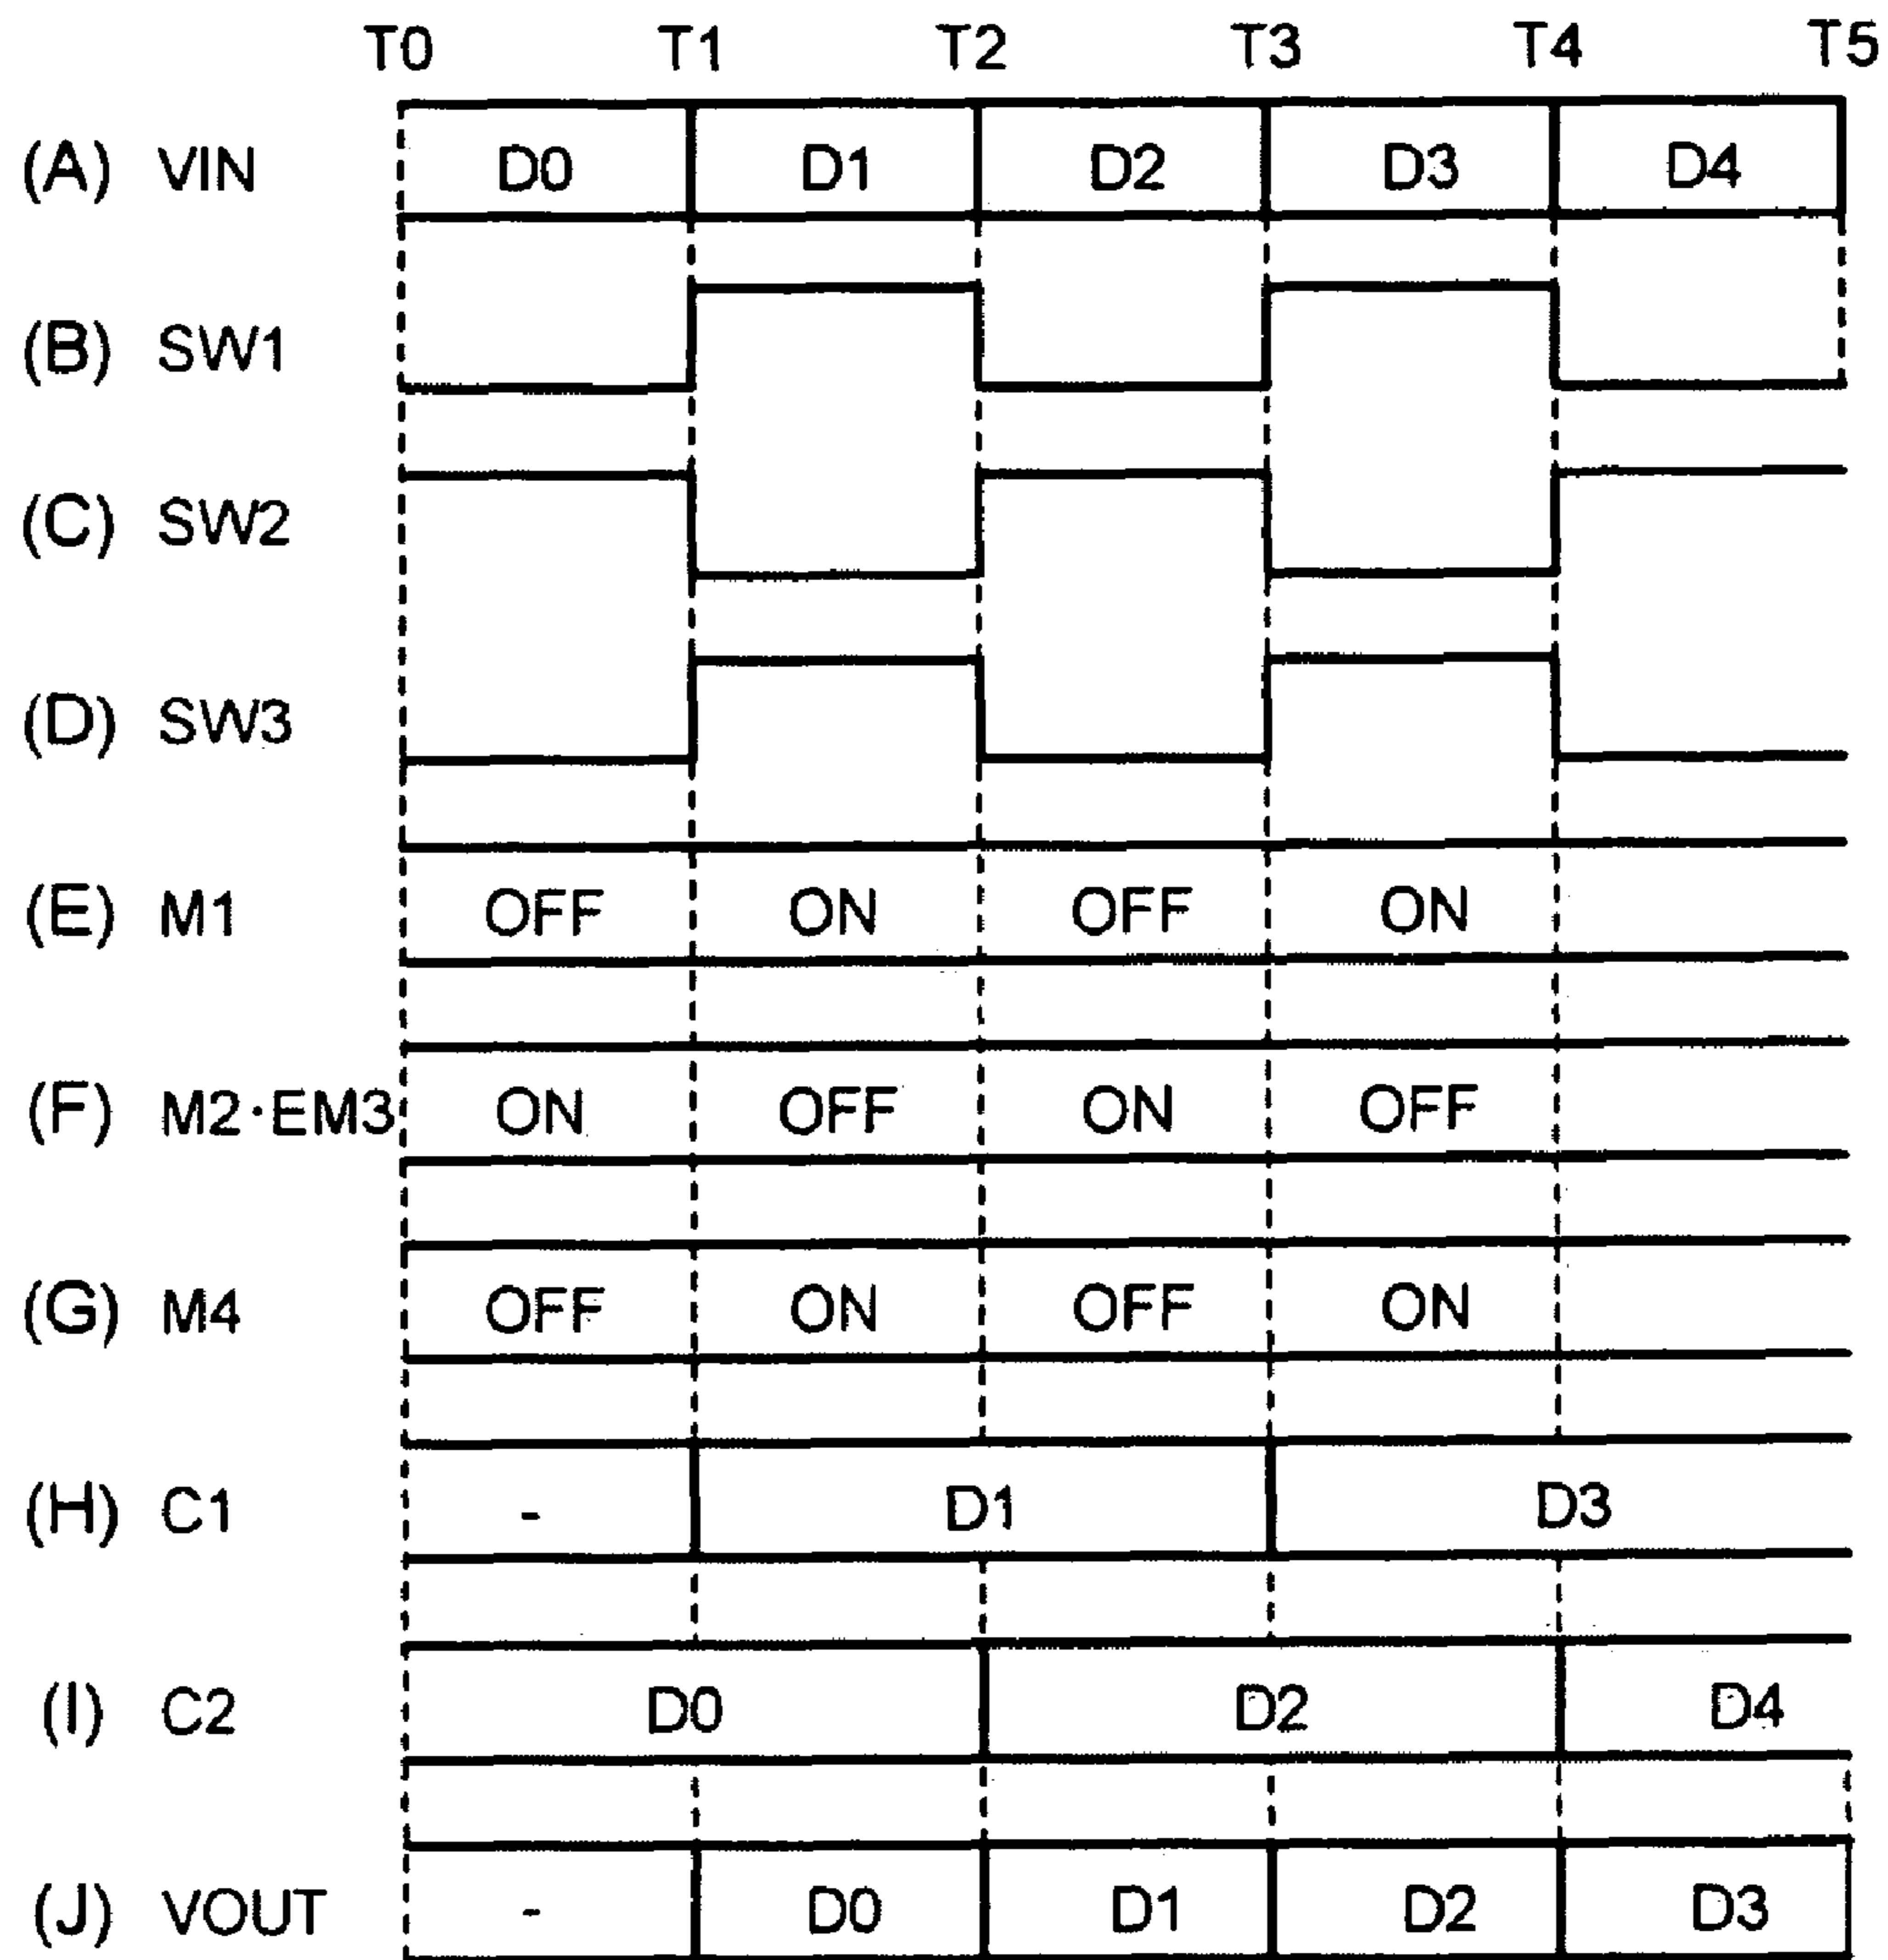 T0 T1 T2 T3 T4 T5
(A) VIN D0 D1 D2 D3 D4
(B) SW1
(C) SW2
(D) SW3
(E) M1 OFF ON OFF ON
(F) M2·EM3 ON OFF ON OFF
(G) M4 OFF ON OFF ON
(H) C1 - D1 D3
(I) C2 D0 D2 D4
(J) VOUT - D0 D1 D2 D3